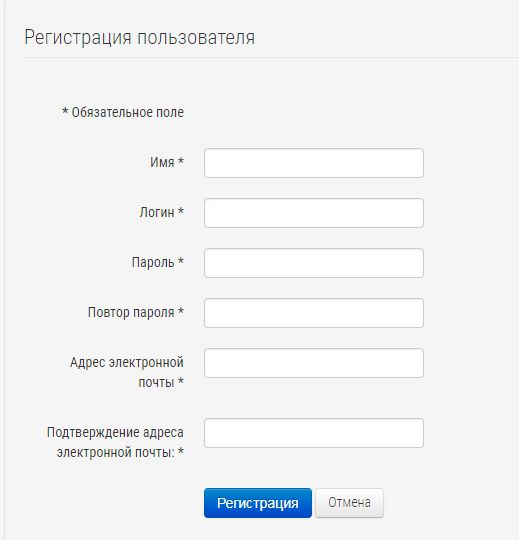 Регистрация пользователя
* Обязательное поле
Имя *
Логин *
Пароль *
Повтор пароля *
Адрес электронной
почты *
Подтверждение адреса
электронной почты: *
Регистрация Отмена